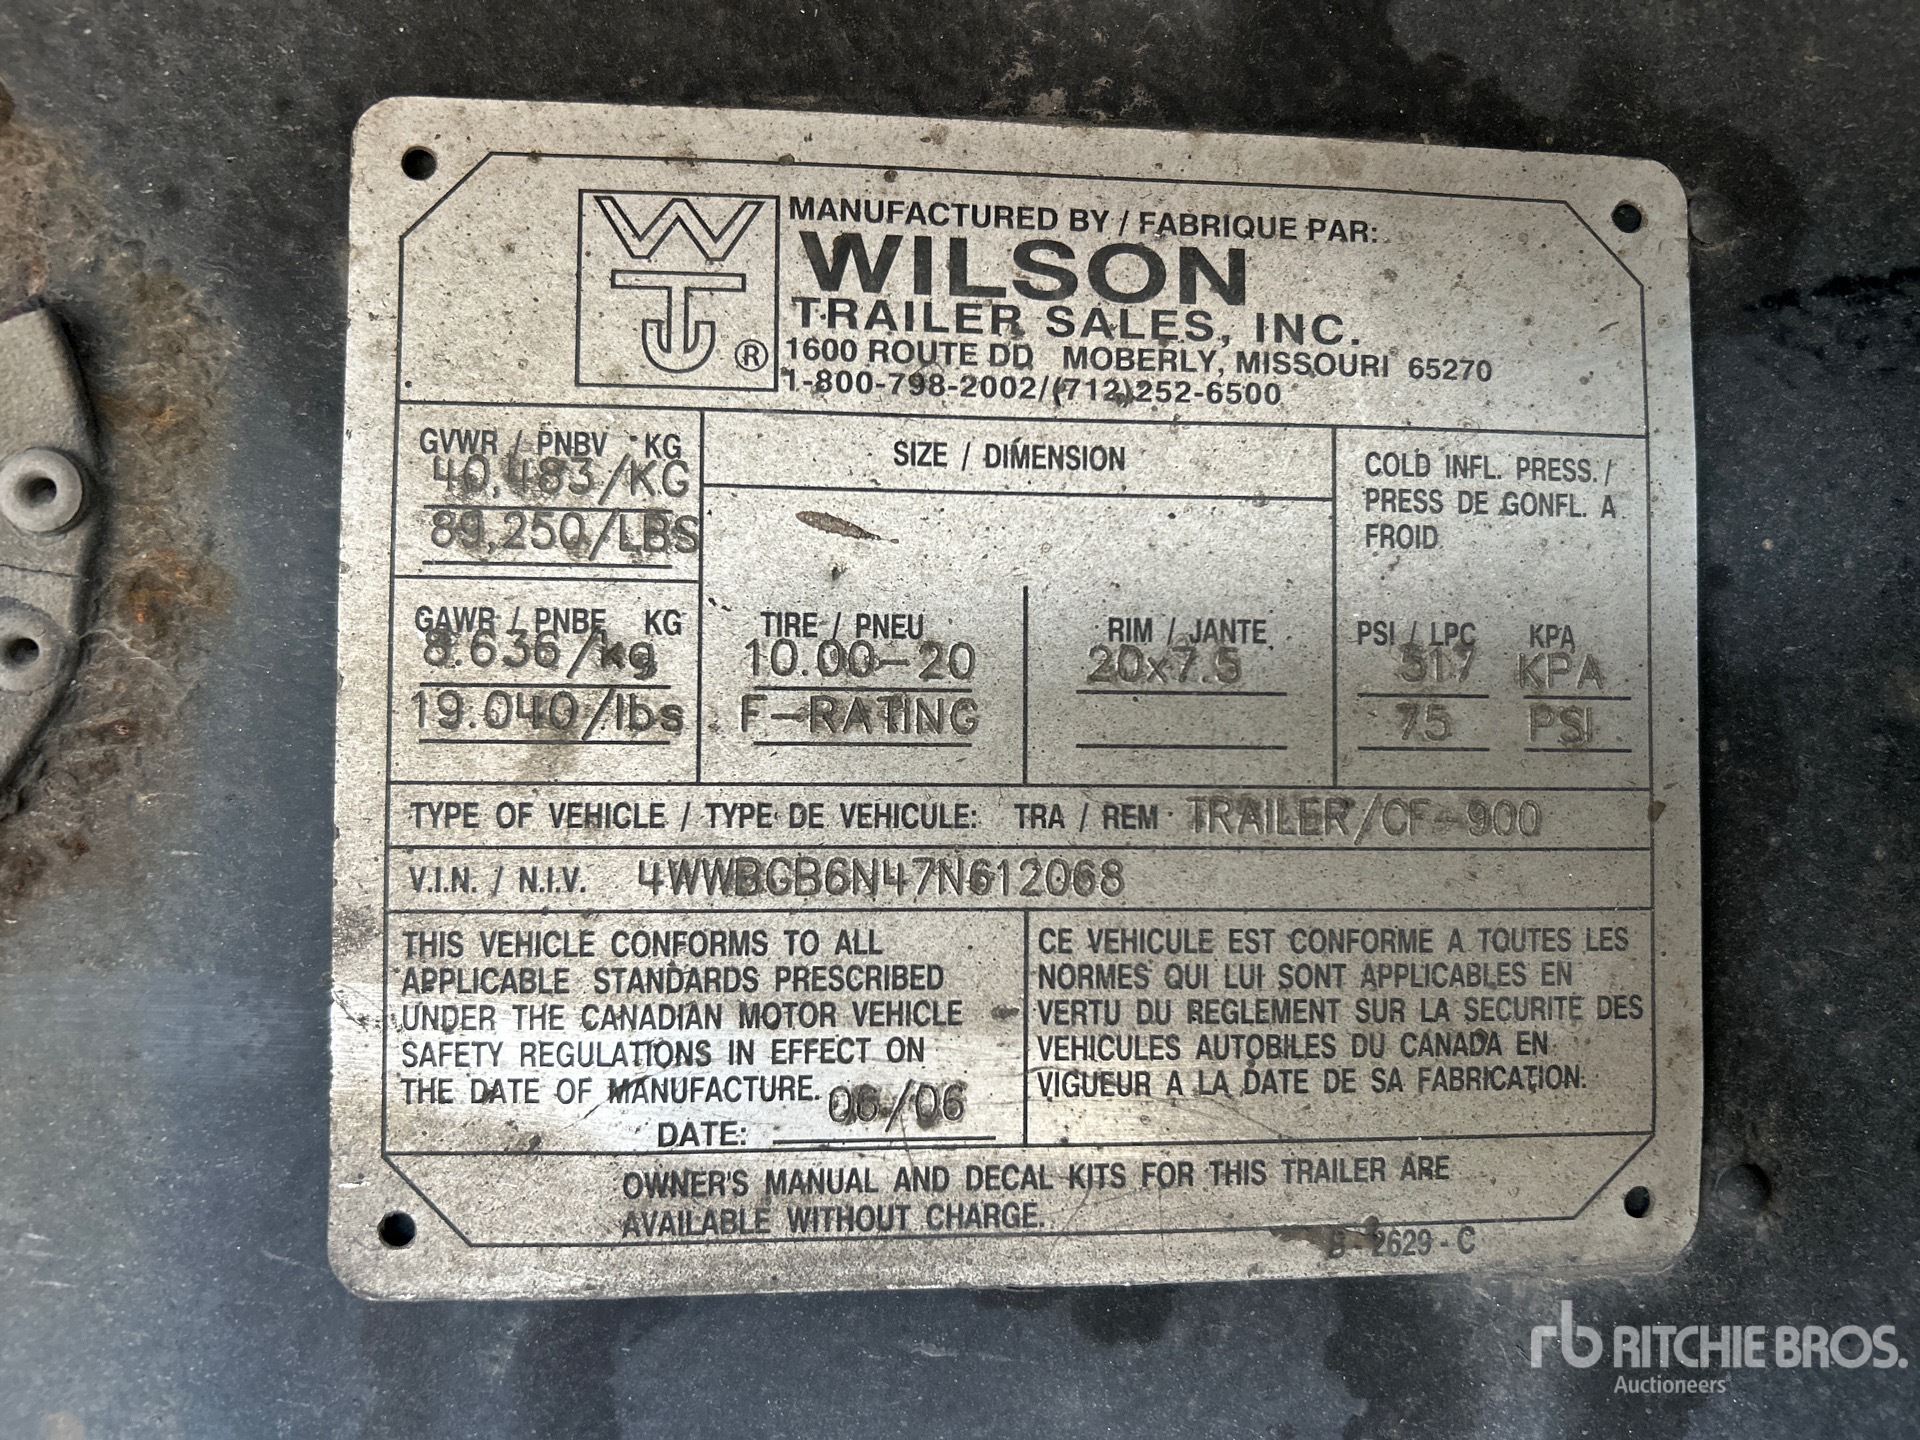 WT ®
MANUFACTURED BY / FABRIQUE PAR:
WILSON
TRAILER SALES, INC.
1600 ROUTE DD MOBERLY, MISSOURI 65270
1-800-798-2002/(712)252-6500
GVWR / PNBV KG
40,483/KG
89,250/LBS
SIZE / DIMENSION
COLD INFL. PRESS./
PRESS DE GONFL. A
FROID
GAWR / PNBE KG
8.636/kg
19.040/lbs
TIRE / PNEU
10.00-20
F-RATING
RIM / JANTE
20x7.5
PSI / LPC KPA
517 KPA
75 PSI
TYPE OF VEHICLE / TYPE DE VEHICULE: TRA / REM TRAILER/CF-900
V.I.N. / N.I.V. 4WWBGB6N47N612068
THIS VEHICLE CONFORMS TO ALL
APPLICABLE STANDARDS PRESCRIBED
UNDER THE CANADIAN MOTOR VEHICLE
SAFETY REGULATIONS IN EFFECT ON
THE DATE OF MANUFACTURE.
DATE: 06/06
CE VEHICULE EST CONFORME A TOUTES LES
NORMES QUI LUI SONT APPLICABLES EN
VERTU DU REGLEMENT SUR LA SECURITE DES
VEHICULES AUTOBILES DU CANADA EN
VIGUEUR A LA DATE DE SA FABRICATION.
OWNER'S MANUAL AND DECAL KITS FOR THIS TRAILER ARE
AVAILABLE WITHOUT CHARGE.
B-2629-C
rb RITCHIE BROS.
Auctioneers